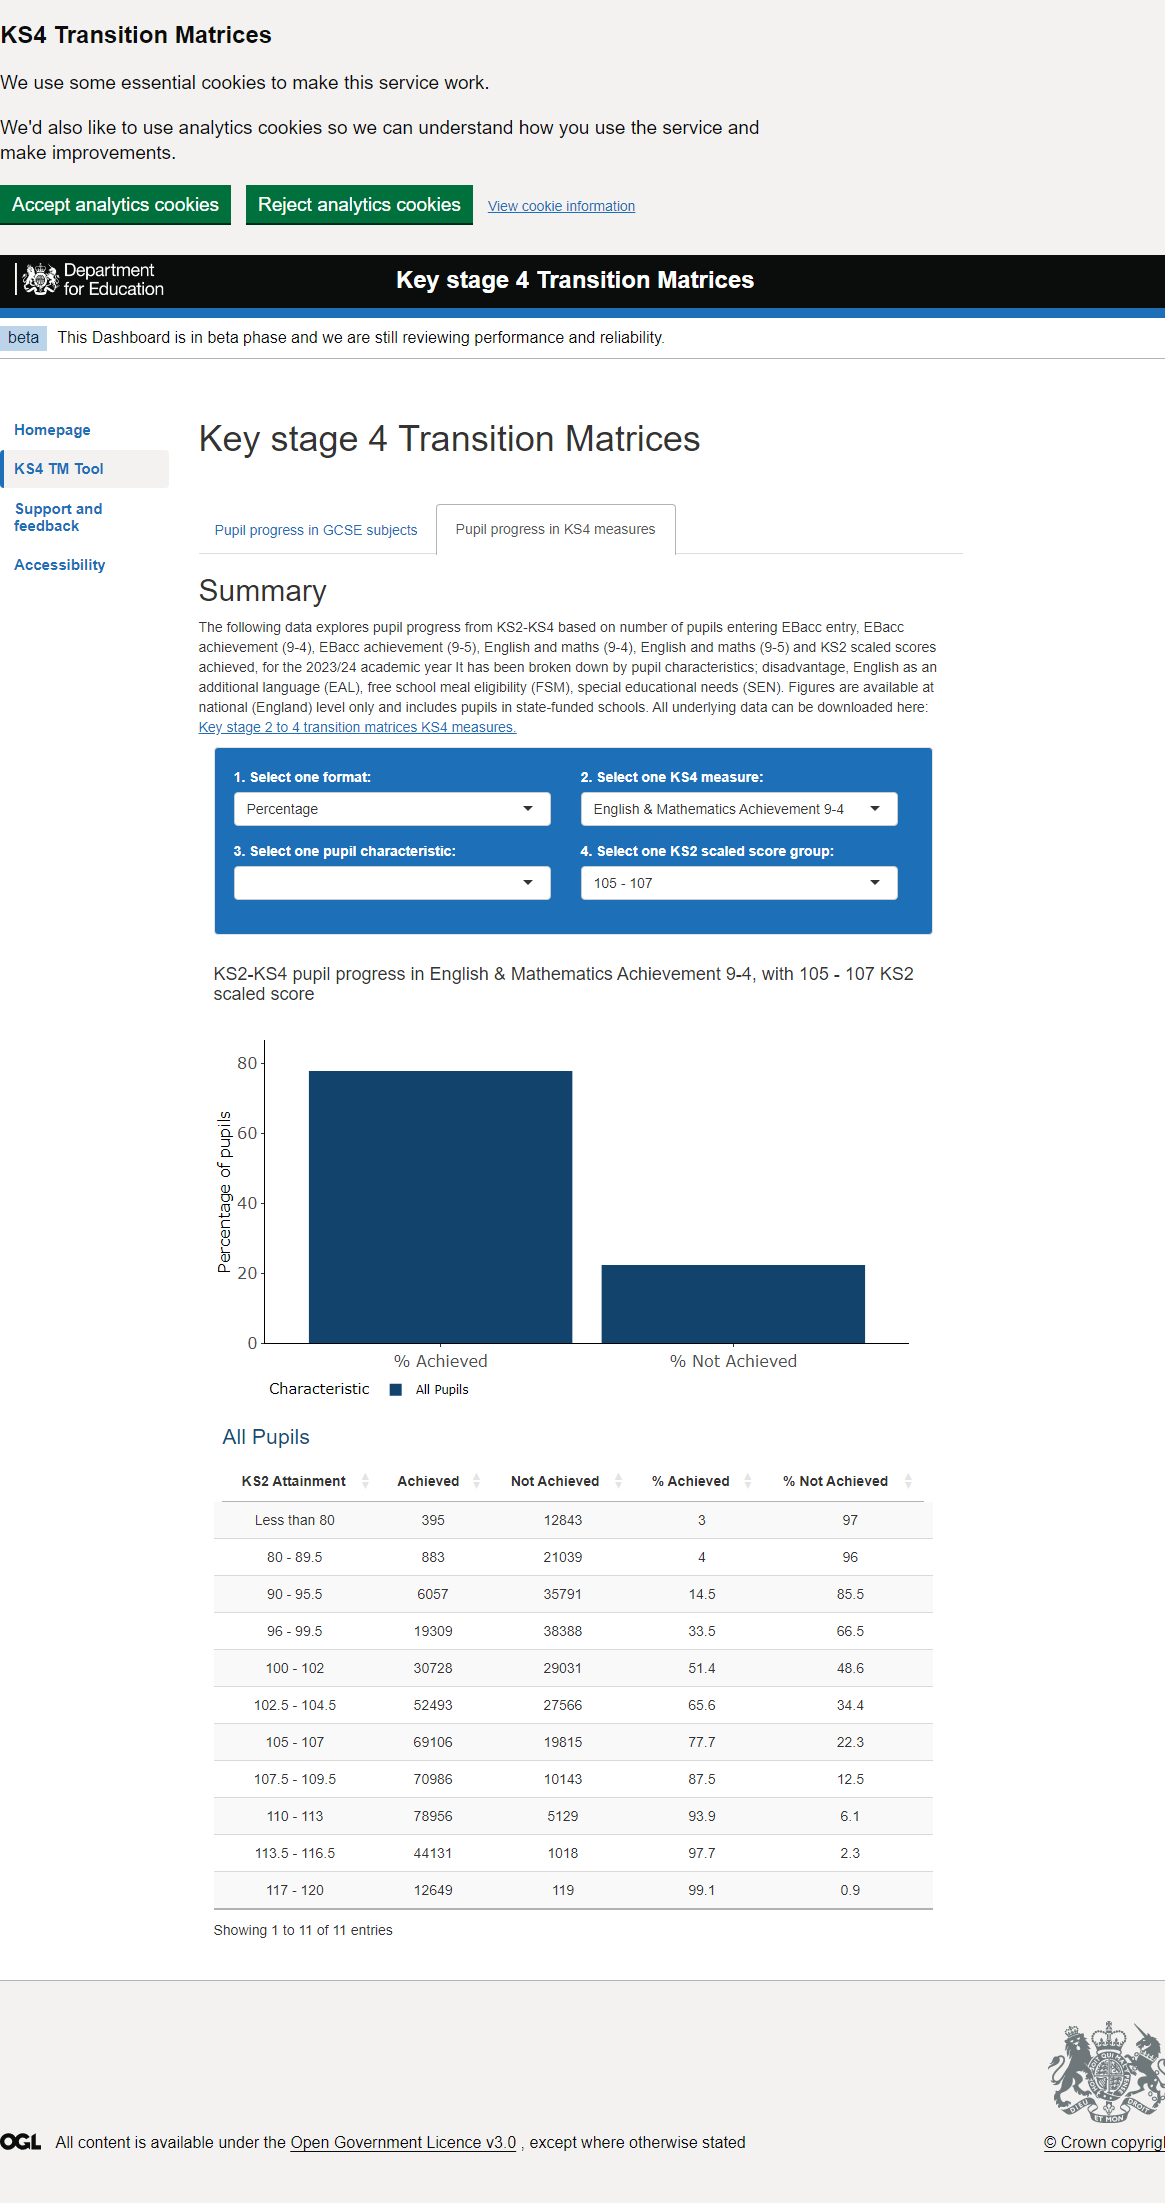 KS4 Transition Matrices
We use some essential cookies to make this service work.
We'd also like to use analytics cookies so we can understand how you use the service and
make improvements.
Accept analytics cookies Reject analytics cookies View cookie information
Department
for Education
Key stage 4 Transition Matrices
beta This Dashboard is in beta phase and we are still reviewing performance and reliability.
Homepage
KS4 TM Tool
Support and
feedback
Accessibility
Key stage 4 Transition Matrices
Pupil progress in GCSE subjects Pupil progress in KS4 measures
Summary
The following data explores pupil progress from KS2-KS4 based on number of pupils entering EBacc entry, EBacc
achievement (9-4), EBacc achievement (9-5), English and maths (9-4), English and maths (9-5) and KS2 scaled scores
achieved, for the 2023/24 academic year It has been broken down by pupil characteristics; disadvantage, English as an
additional language (EAL), free school meal eligibility (FSM), special educational needs (SEN). Figures are available at
national (England) level only and includes pupils in state-funded schools. All underlying data can be downloaded here:
Key stage 2 to 4 transition matrices KS4 measures.
1. Select one format: 2. Select one KS4 measure:
Percentage English & Mathematics Achievement 9-4
3. Select one pupil characteristic: 4. Select one KS2 scaled score group:
105 - 107
KS2-KS4 pupil progress in English & Mathematics Achievement 9-4, with 105 - 107 KS2
scaled score
Percentage of pupils
80
60
40
20
0
% Achieved % Not Achieved
Characteristic All Pupils
All Pupils
KS2 Attainment Achieved Not Achieved % Achieved % Not Achieved
Less than 80 395 12843 3 97
80 - 89.5 883 21039 4 96
90 - 95.5 6057 35791 14.5 85.5
96 - 99.5 19309 38388 33.5 66.5
100 - 102 30728 29031 51.4 48.6
102.5 - 104.5 52493 27566 65.6 34.4
105 - 107 69106 19815 77.7 22.3
107.5 - 109.5 70986 10143 87.5 12.5
110 - 113 78956 5129 93.9 6.1
113.5 - 116.5 44131 1018 97.7 2.3
117 - 120 12649 119 99.1 0.9
Showing 1 to 11 of 11 entries
OGL All content is available under the Open Government Licence v3.0 , except where otherwise stated
© Crown copyrig